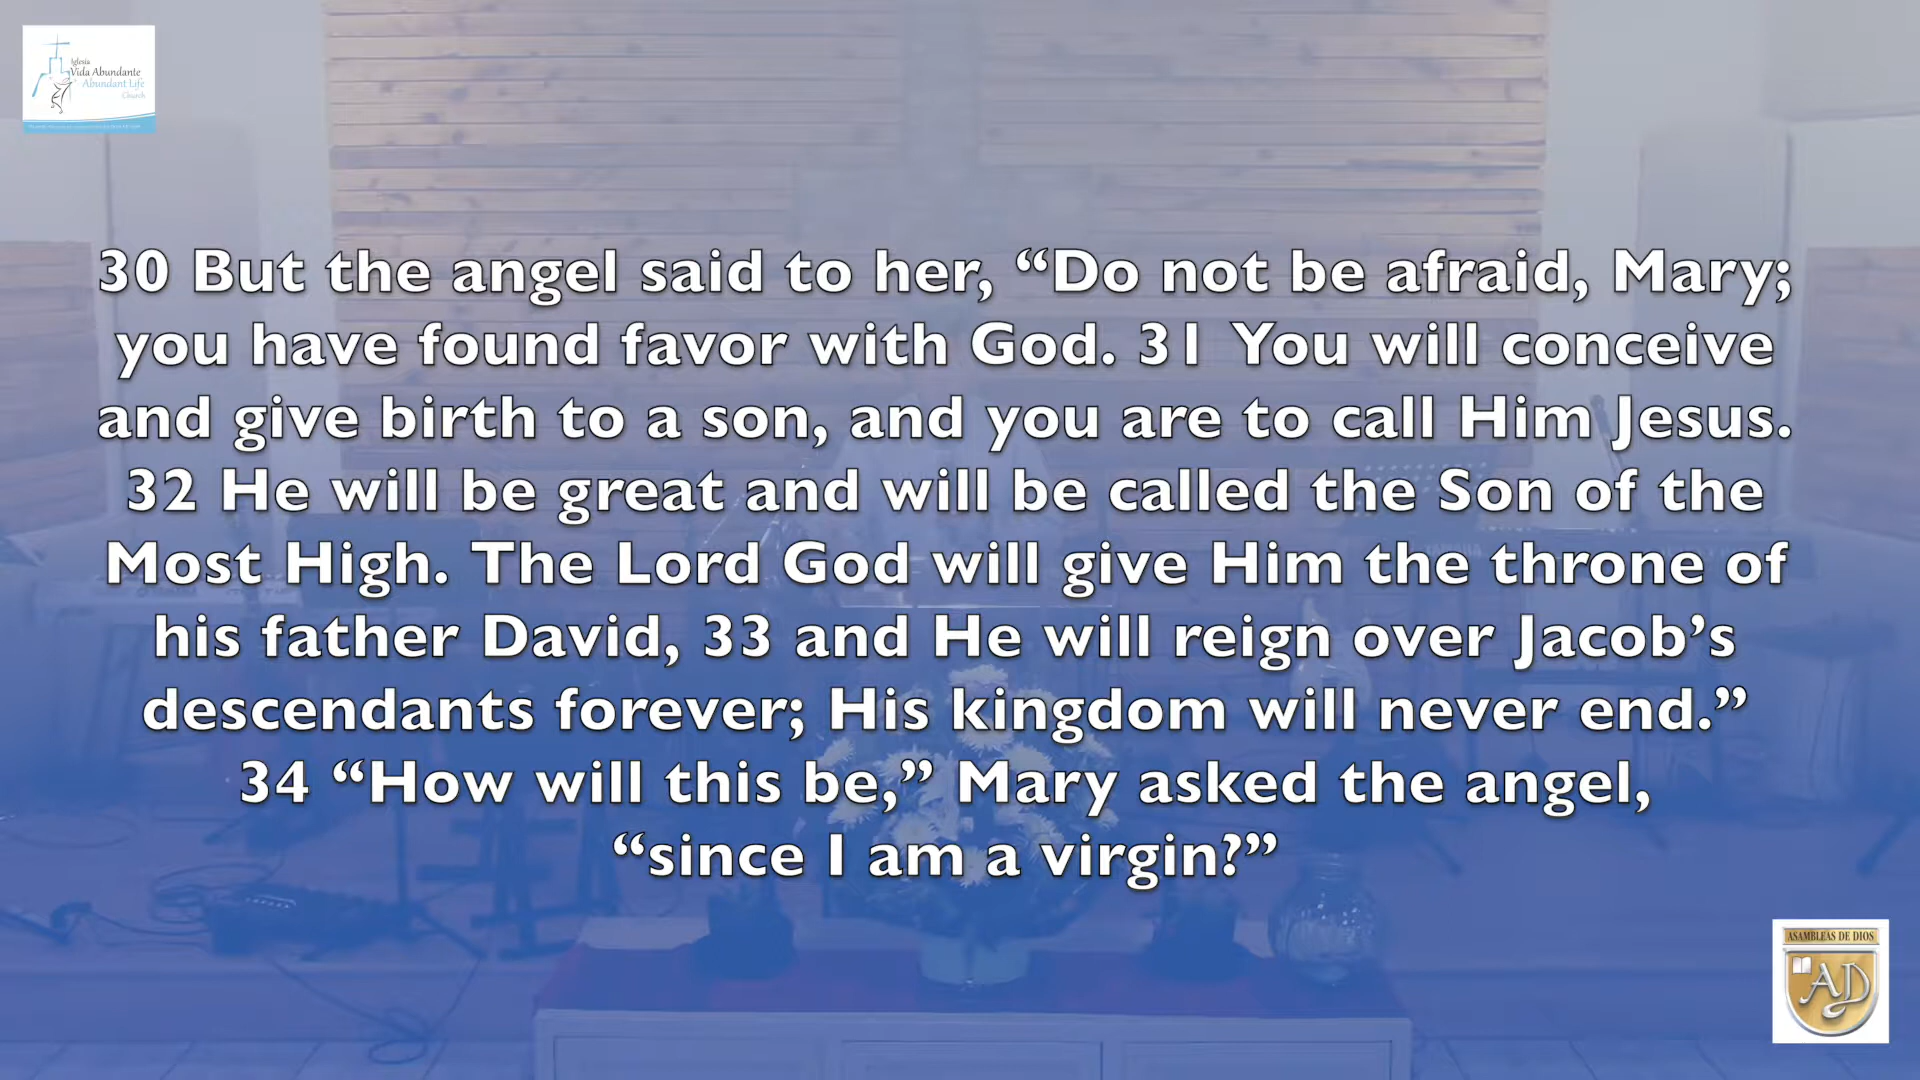 Iglesia
Vida Abundante
Abundant Life
Church
30 But the angel said to her, “Do not be afraid, Mary;
you have found favor with God. 31 You will conceive
and give birth to a son, and you are to call Him Jesus.
32 He will be great and will be called the Son of the
Most High. The Lord God will give Him the throne of
his father David, 33 and He will reign over Jacob’s
descendants forever; His kingdom will never end.”
34 “How will this be,” Mary asked the angel,
“since I am a virgin?”
ASAMBLEAS DE DIOS
AD